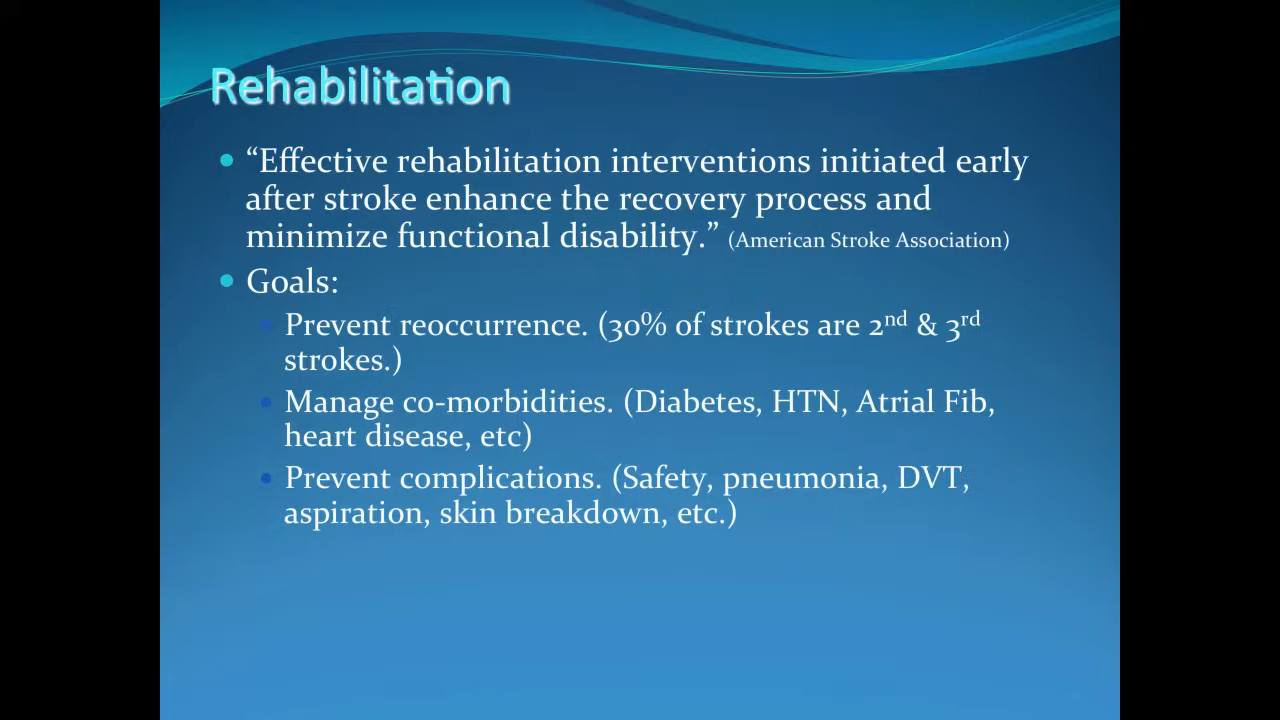 Rehabilitation
• “Effective rehabilitation interventions initiated early
after stroke enhance the recovery process and
minimize functional disability.” (American Stroke Association)
• Goals:
• Prevent reoccurrence. (30% of strokes are 2nd & 3rd
strokes.)
• Manage co-morbidities. (Diabetes, HTN, Atrial Fib,
heart disease, etc)
• Prevent complications. (Safety, pneumonia, DVT,
aspiration, skin breakdown, etc.)